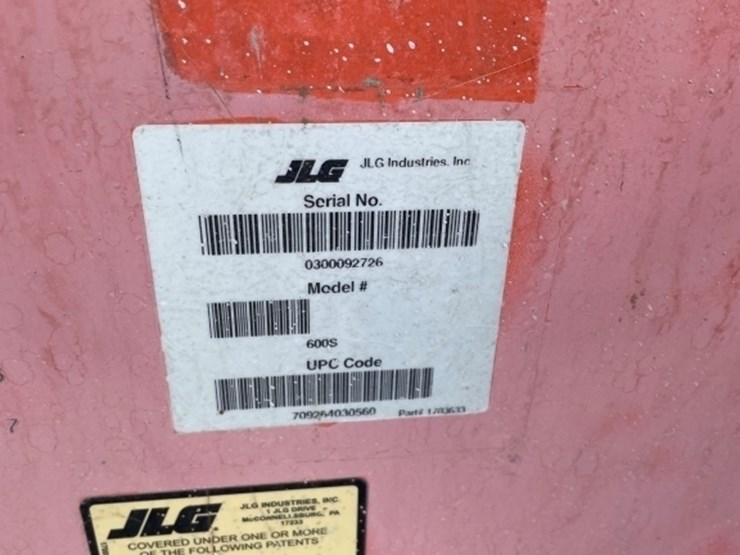 JLG JLG Industries, Inc
Serial No.
0300092726
Model #
600S
UPC Code
709264030560 Part# 1703633
JLG JLG INDUSTRIES, INC.
1 JLG DRIVE
McCONNELLSBURG, PA
17233
COVERED UNDER ONE OR MORE
OF THE FOLLOWING PATENTS